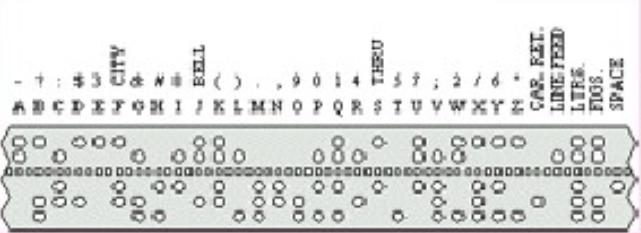 - ? : $ 3 CITY & # 8 BELL ( ) . , 9 0 1 4 THRU 5 7 ; 2 / 6 "
A B C D E F G H I J K L M N O P Q R S T U V W X Y Z CAR. RET. LINE FEED LTRS. FIGS. SPACE